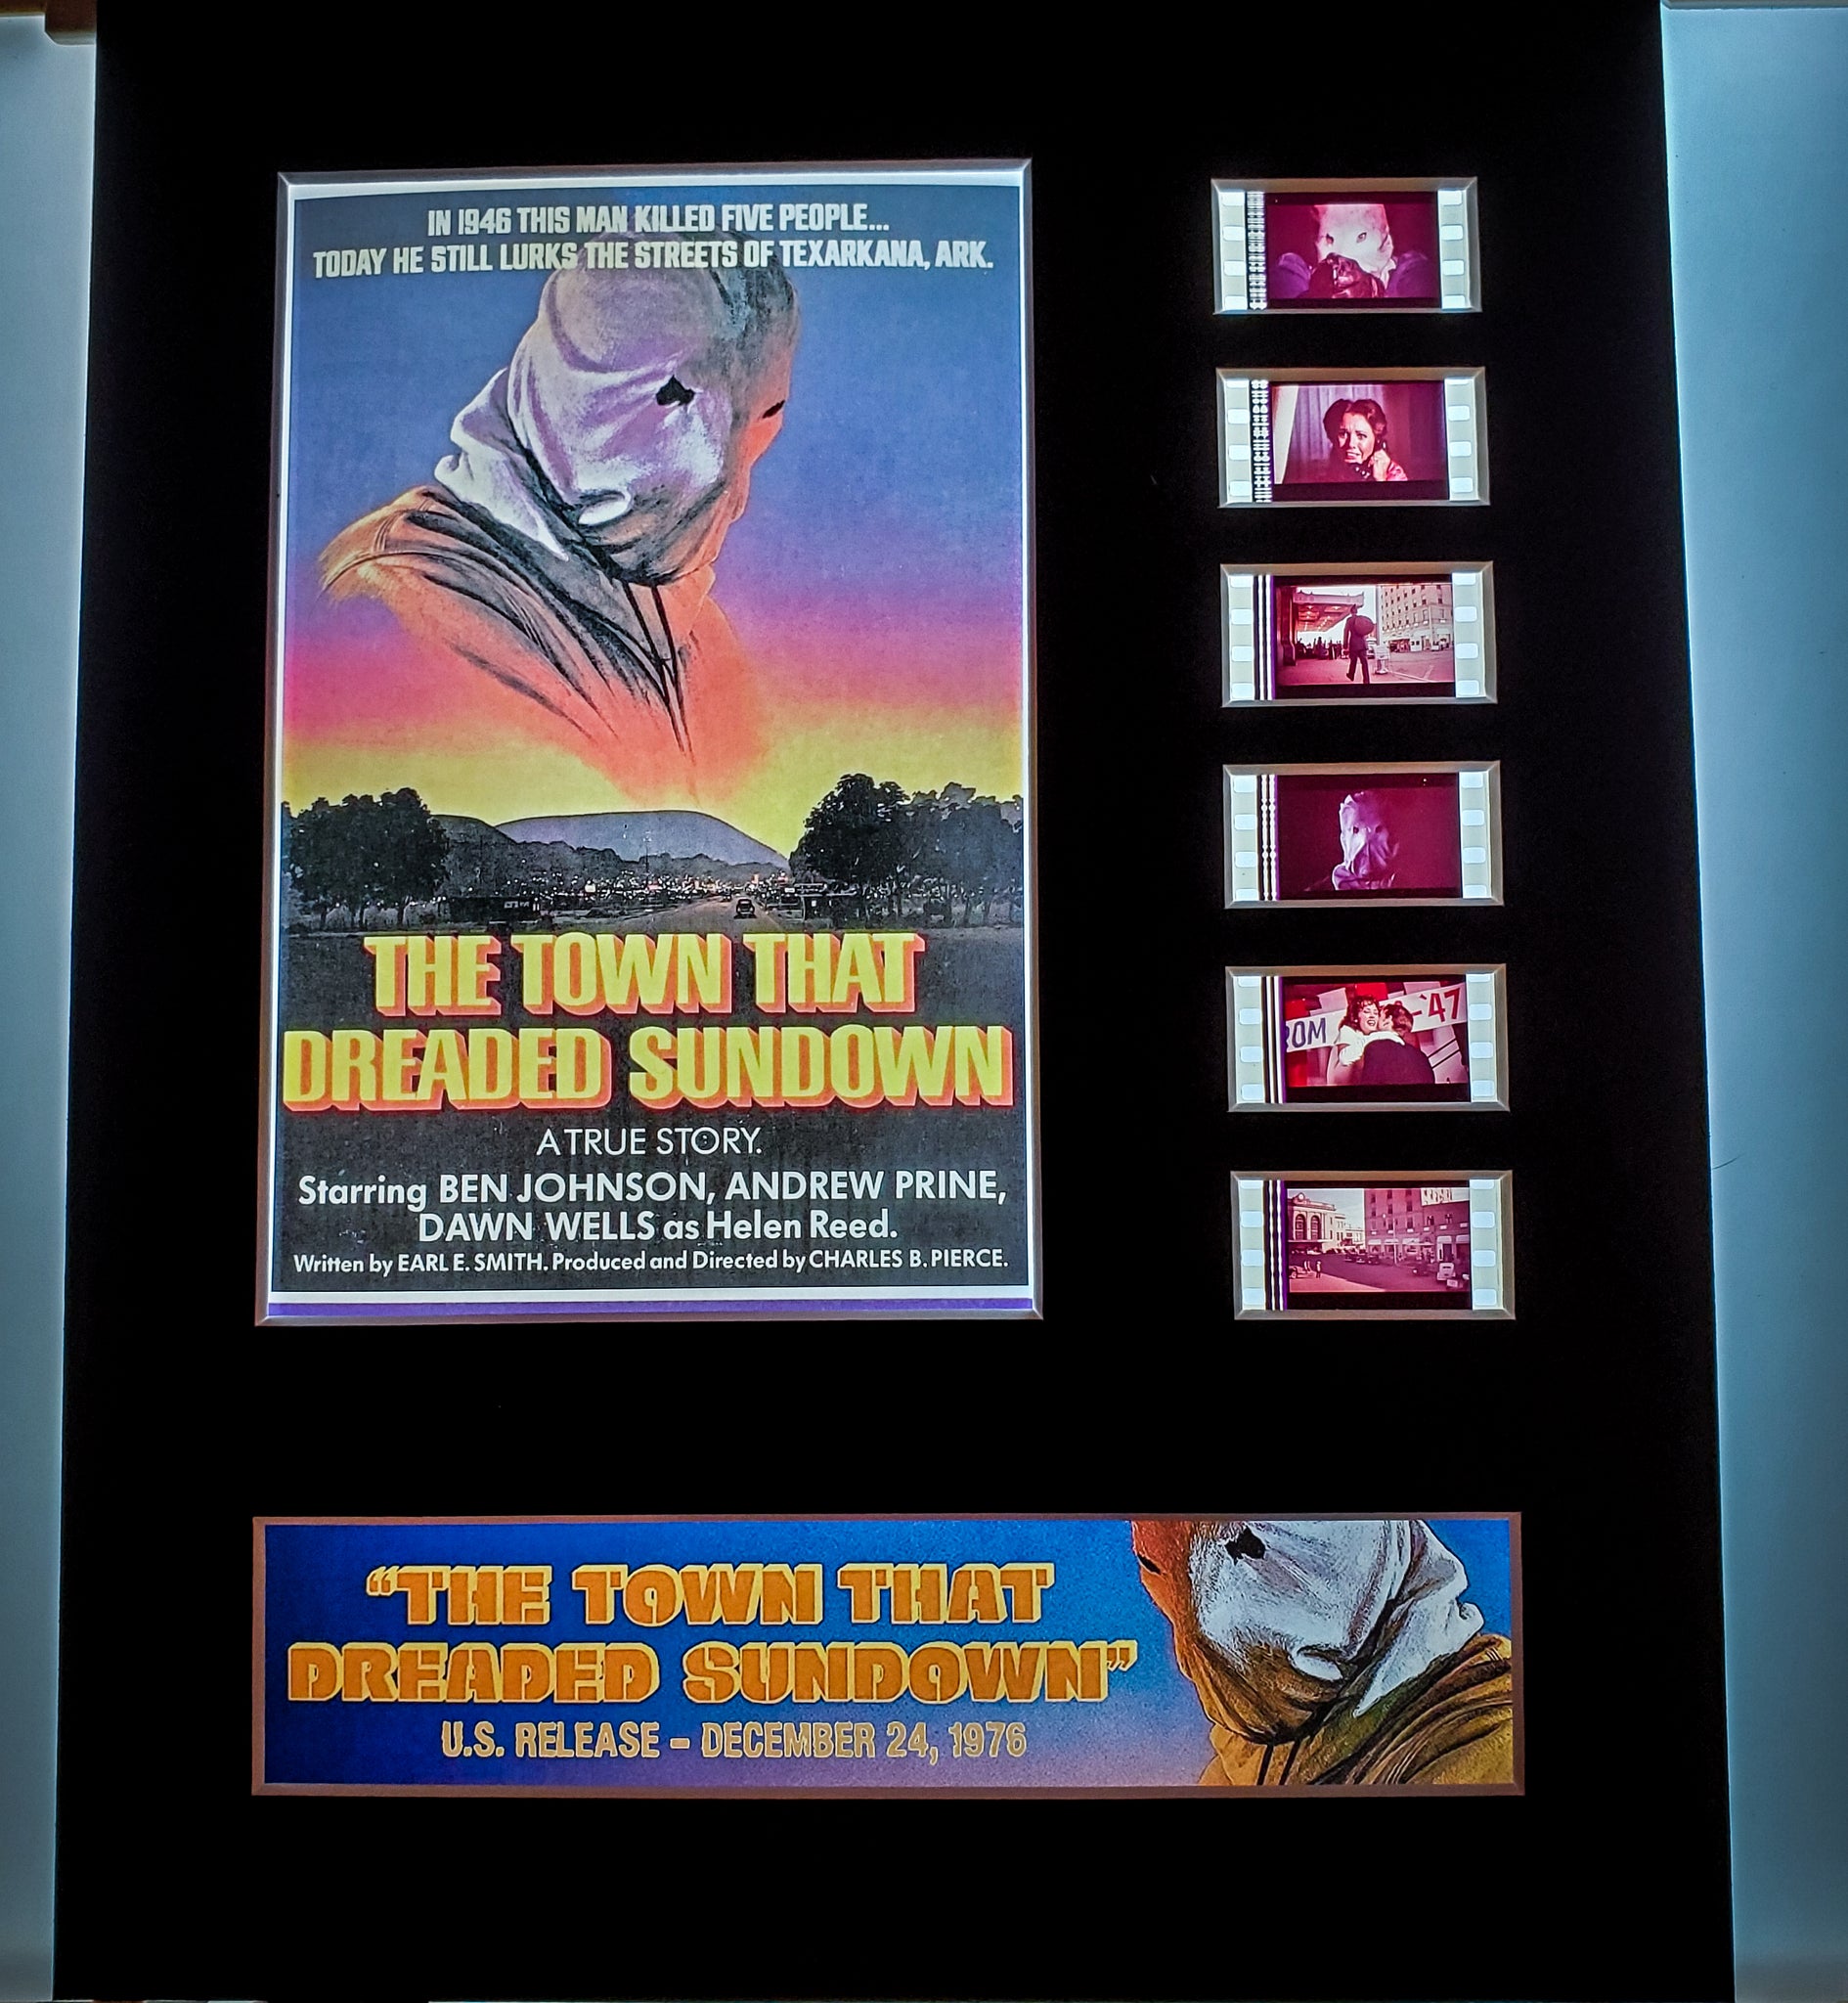 IN 1946 THIS MAN KILLED FIVE PEOPLE...
TODAY HE STILL LURKS THE STREETS OF TEXARKANA, ARK.
THE TOWN THAT
DREADED SUNDOWN
A TRUE STORY.
Starring BEN JOHNSON, ANDREW PRINE,
DAWN WELLS as Helen Reed.
Written by EARL E. SMITH. Produced and Directed by CHARLES B. PIERCE.
ROM -'47
"THE TOWN THAT
DREADED SUNDOWN"
U.S. RELEASE - DECEMBER 24, 1976